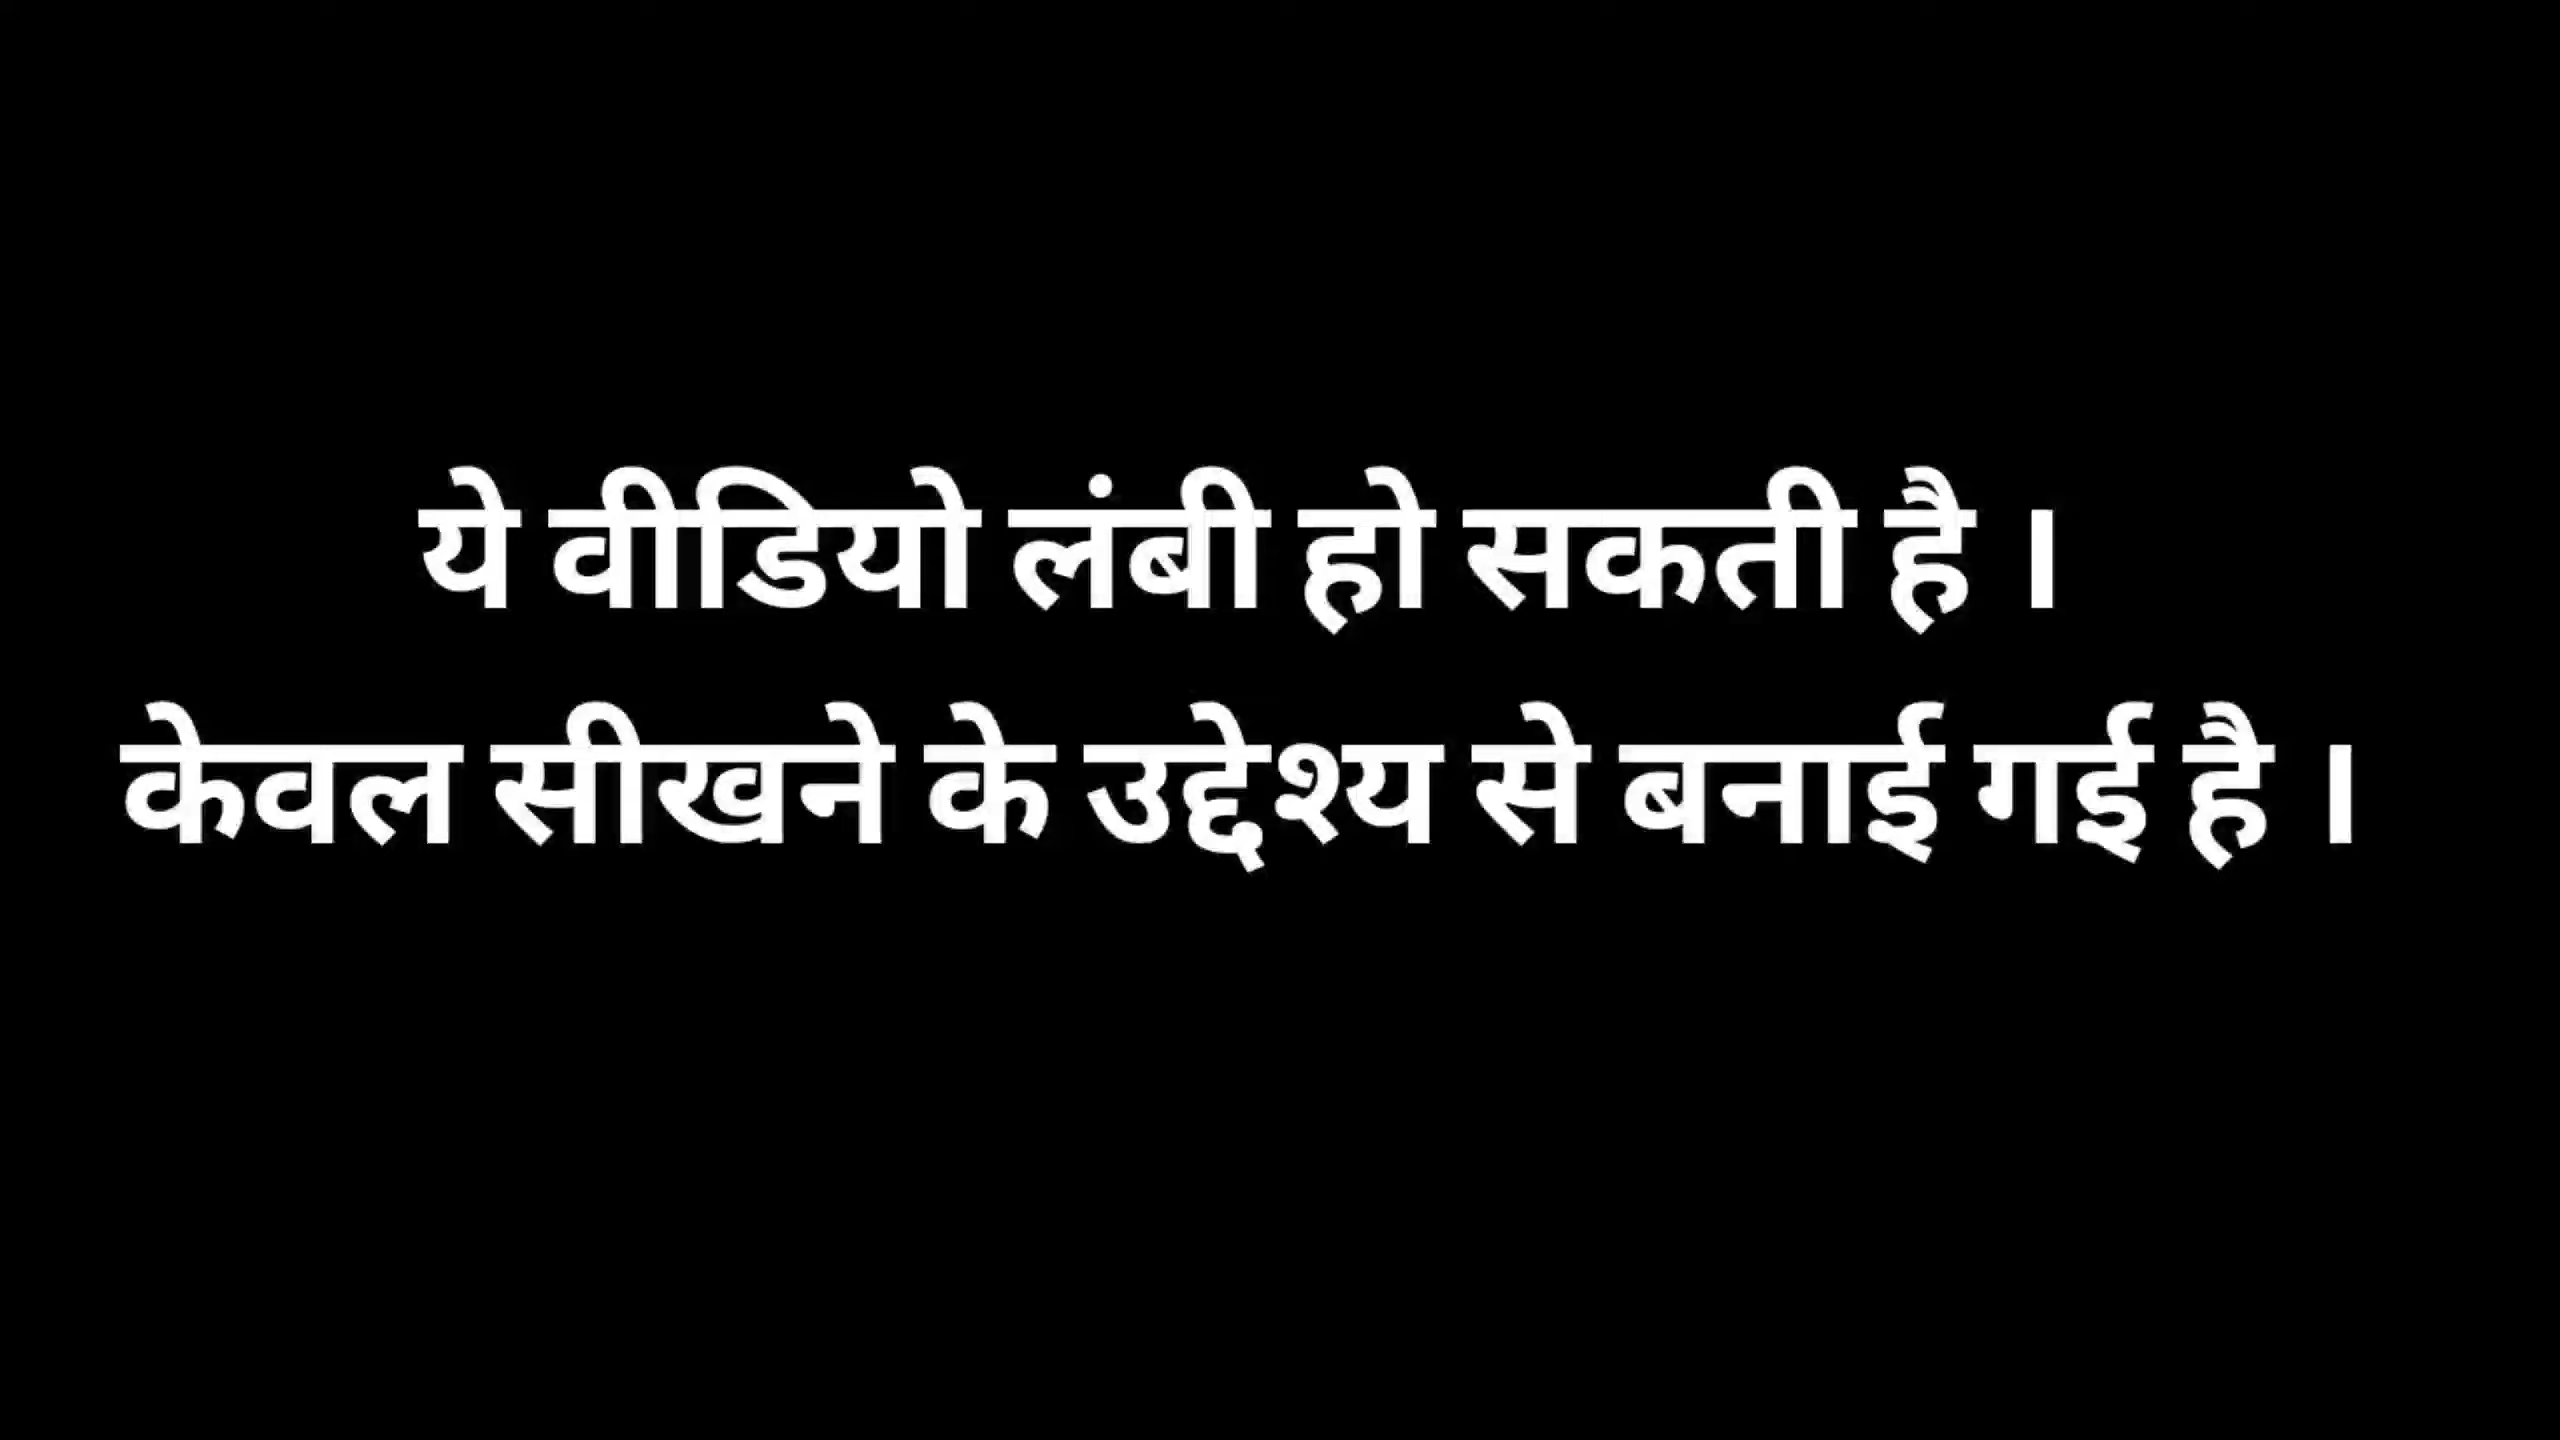 ये वीडियो लंबी हो सकती है ।
केवल सीखने के उद्देश्य से बनाई गई है ।